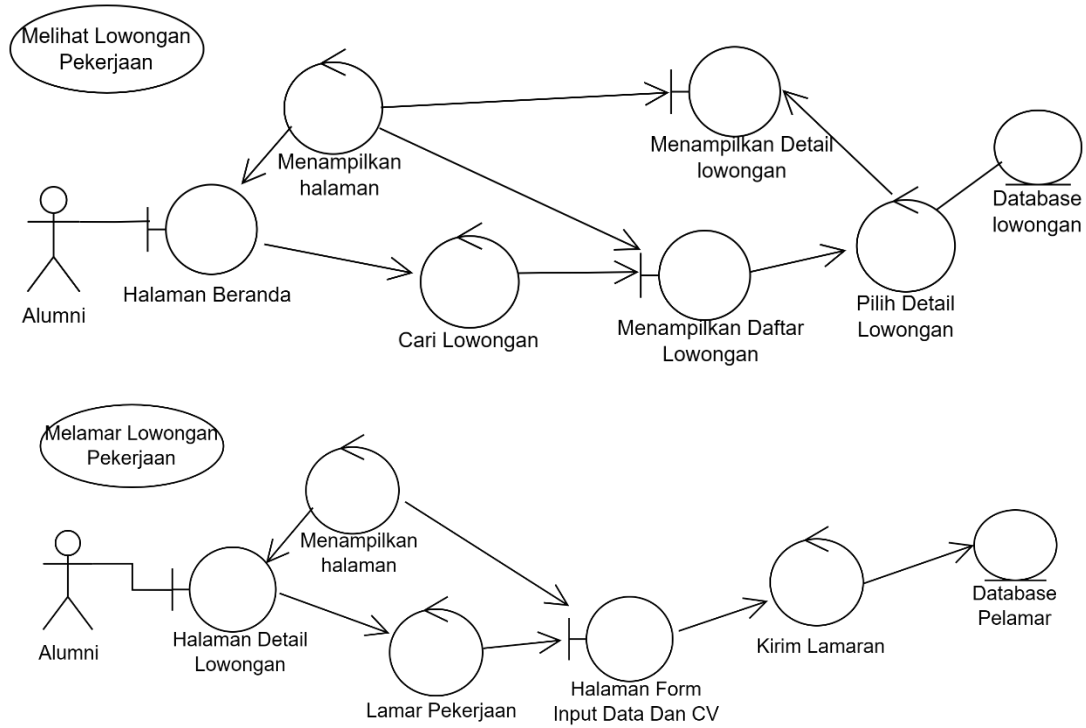 Melihat Lowongan
Pekerjaan
Menampilkan
halaman
Menampilkan Detail
lowongan
Database
lowongan
Alumni
Halaman Beranda
Cari Lowongan
Menampilkan Daftar
Lowongan
Pilih Detail
Lowongan
Melamar Lowongan
Pekerjaan
Menampilkan
halaman
Alumni
Halaman Detail
Lowongan
Lamar Pekerjaan
Halaman Form
Input Data Dan CV
Kirim Lamaran
Database
Pelamar